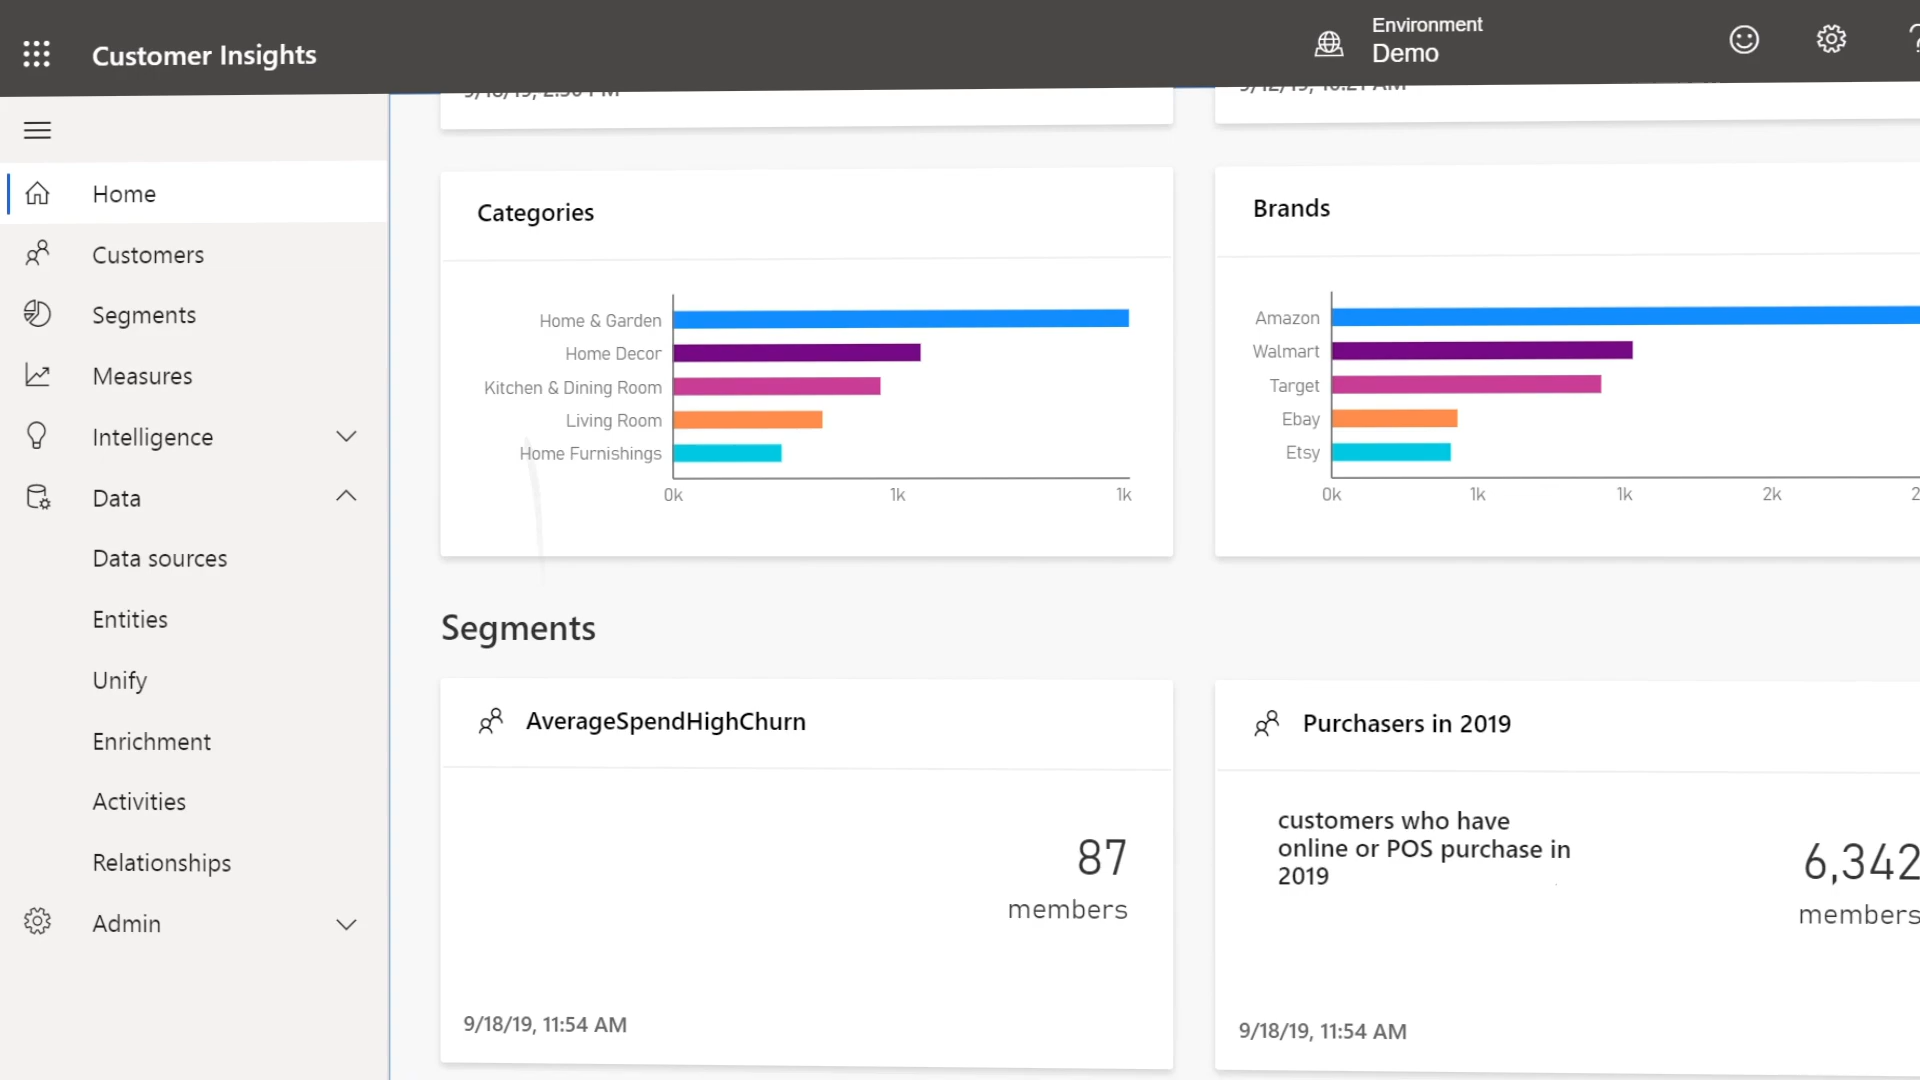 Customer Insights
Environment
Demo
Home
Customers
Segments
Measures
Intelligence
Data
Data sources
Entities
Unify
Enrichment
Activities
Relationships
Admin
Categories
Home & Garden
Home Decor
Kitchen & Dining Room
Living Room
Home Furnishings
0k 1k 1k
Brands
Amazon
Walmart
Target
Ebay
Etsy
0k 1k 1k 2k
Segments
AverageSpendHighChurn
87
members
9/18/19, 11:54 AM
Purchasers in 2019
customers who have
online or POS purchase in
2019
6,342
members
9/18/19, 11:54 AM